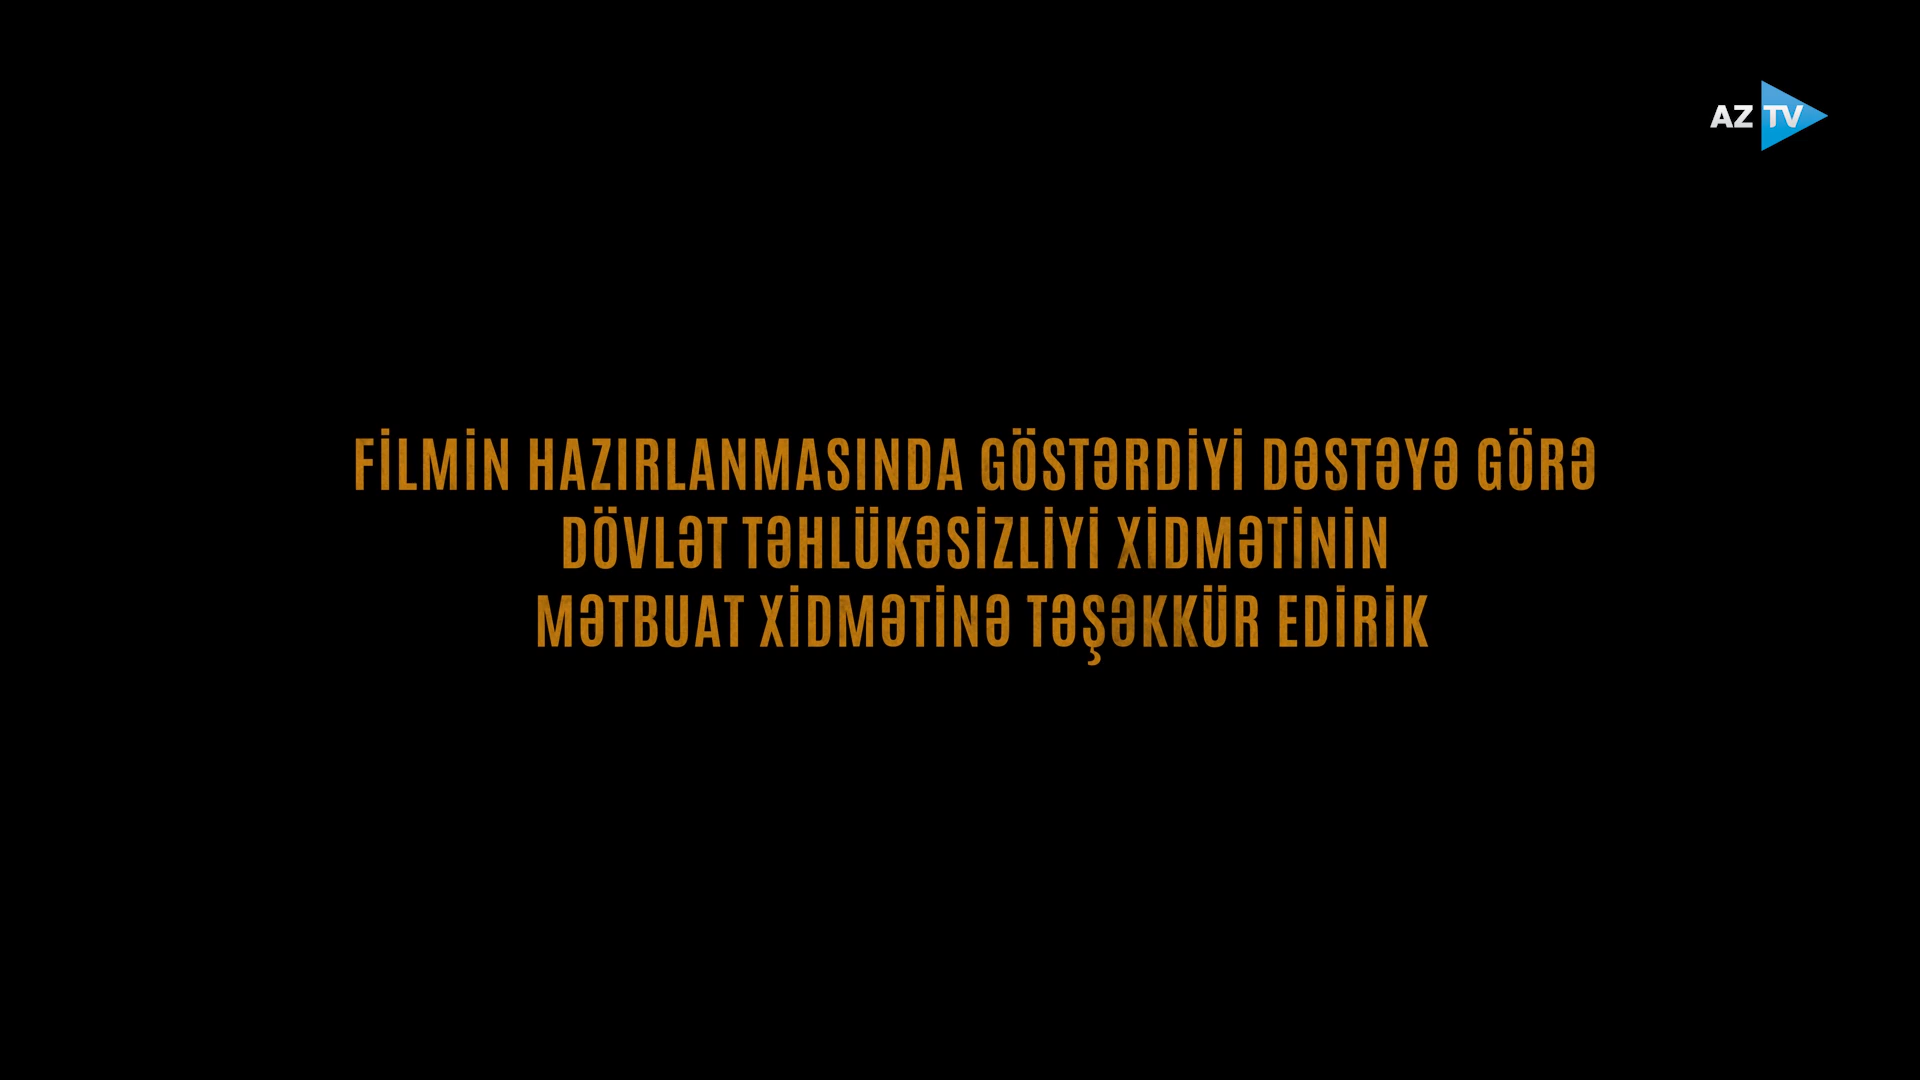 AZ TV
FİLMİN HAZIRLANMASINDA GÖSTƏRDİYİ DƏSTƏYƏ GÖRƏ
DÖVLƏT TƏHLÜKƏSİZLİYİ XİDMƏTİNİN
MƏTBUAT XİDMƏTİNƏ TƏŞƏKKÜR EDİRİK